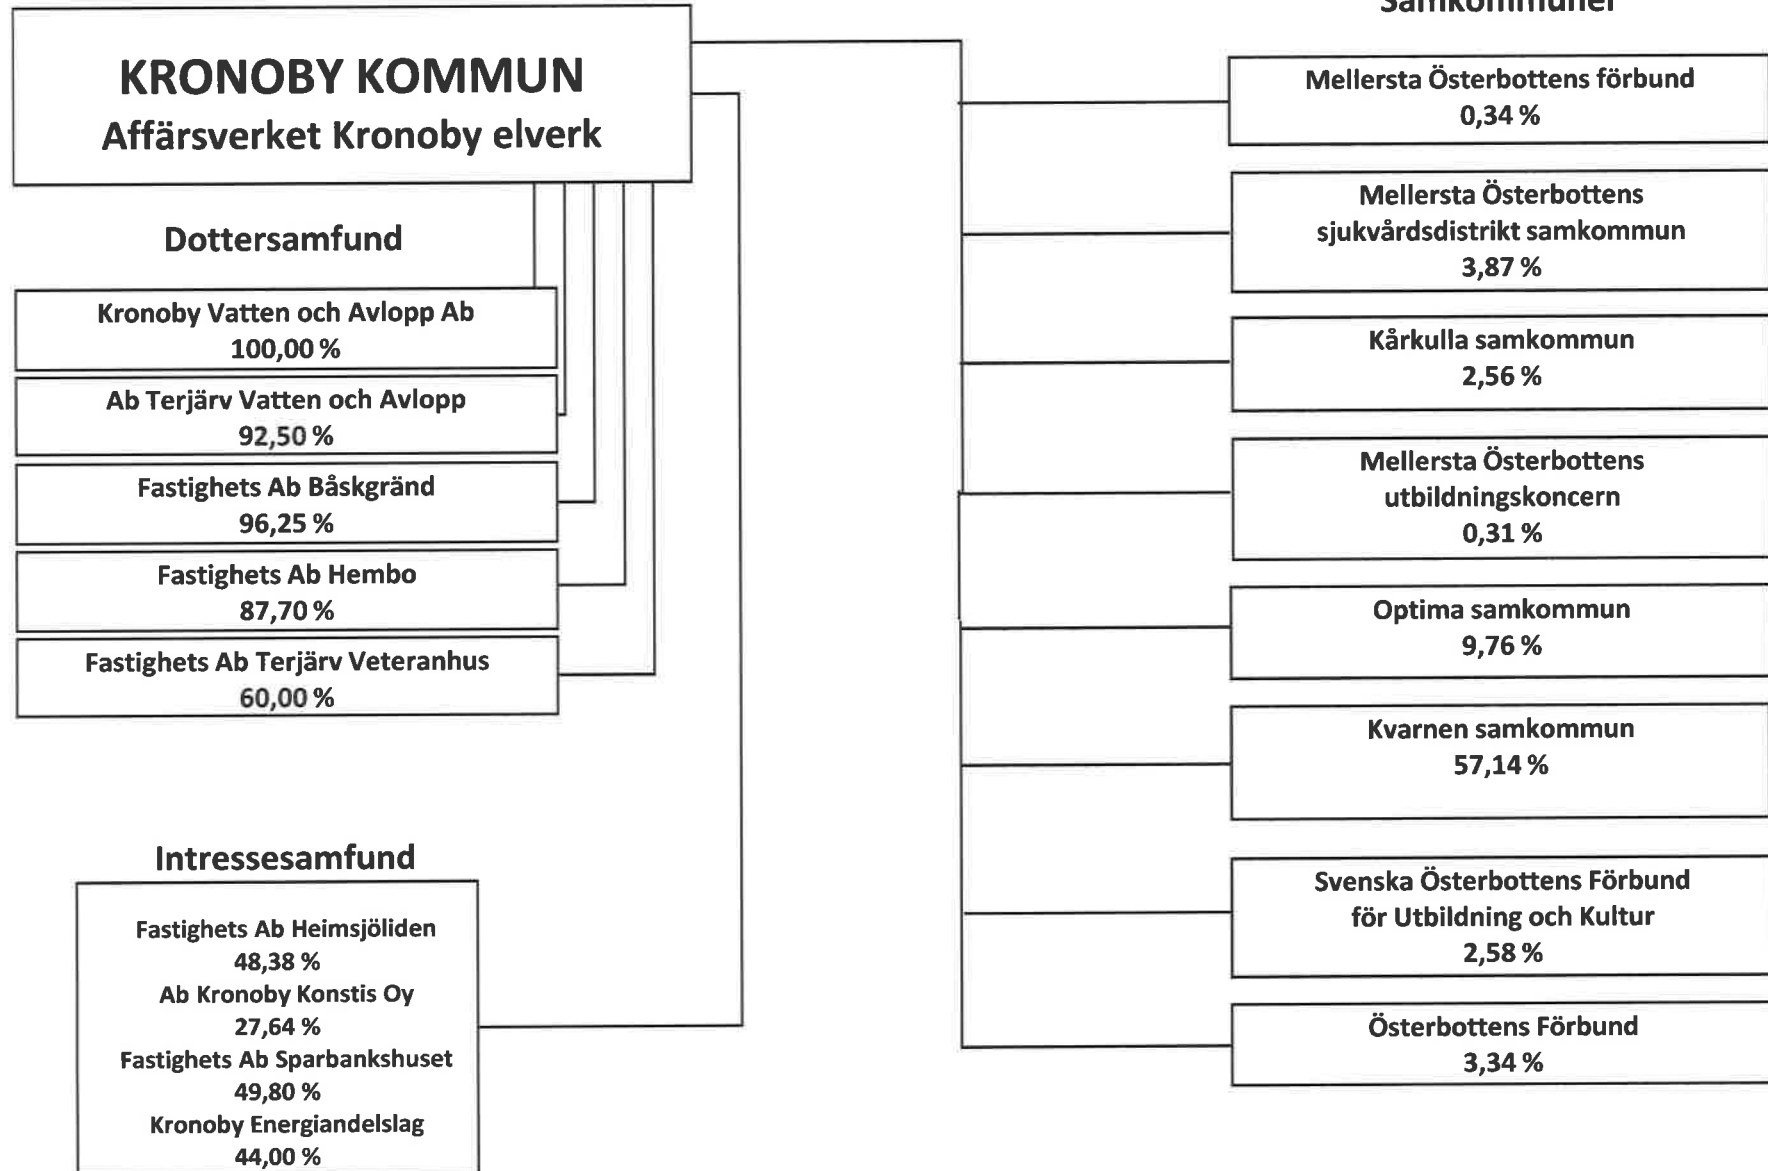 KRONOBY KOMMUN
Affärsverket Kronoby elverk
Dottersamfund
Kronoby Vatten och Avlopp Ab
100,00 %
Ab Terjärv Vatten och Avlopp
92,50 %
Fastighets Ab Båskgränd
96,25 %
Fastighets Ab Hembo
87,70 %
Fastighets Ab Terjärv Veteranhus
60,00 %
Intressesamfund
Fastighets Ab Heimsjöliden
48,38 %
Ab Kronoby Konstis Oy
27,64 %
Fastighets Ab Sparbankshuset
49,80 %
Kronoby Energiandelslag
44,00 %
Samkommuner
Mellersta Österbottens förbund
0,34 %
Mellersta Österbottens
sjukvårdsdistrikt samkommun
3,87 %
Kårkulla samkommun
2,56 %
Mellersta Österbottens
utbildningskoncern
0,31 %
Optima samkommun
9,76 %
Kvarnen samkommun
57,14 %
Svenska Österbottens Förbund
för Utbildning och Kultur
2,58 %
Österbottens Förbund
3,34 %